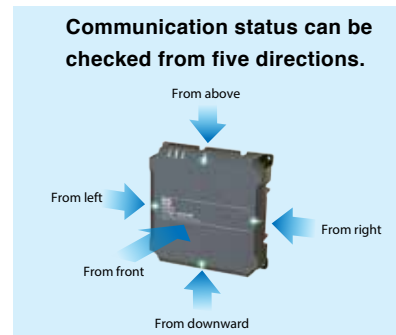 Communication status can be
checked from five directions.
From above
From left
From right
From front
From downward